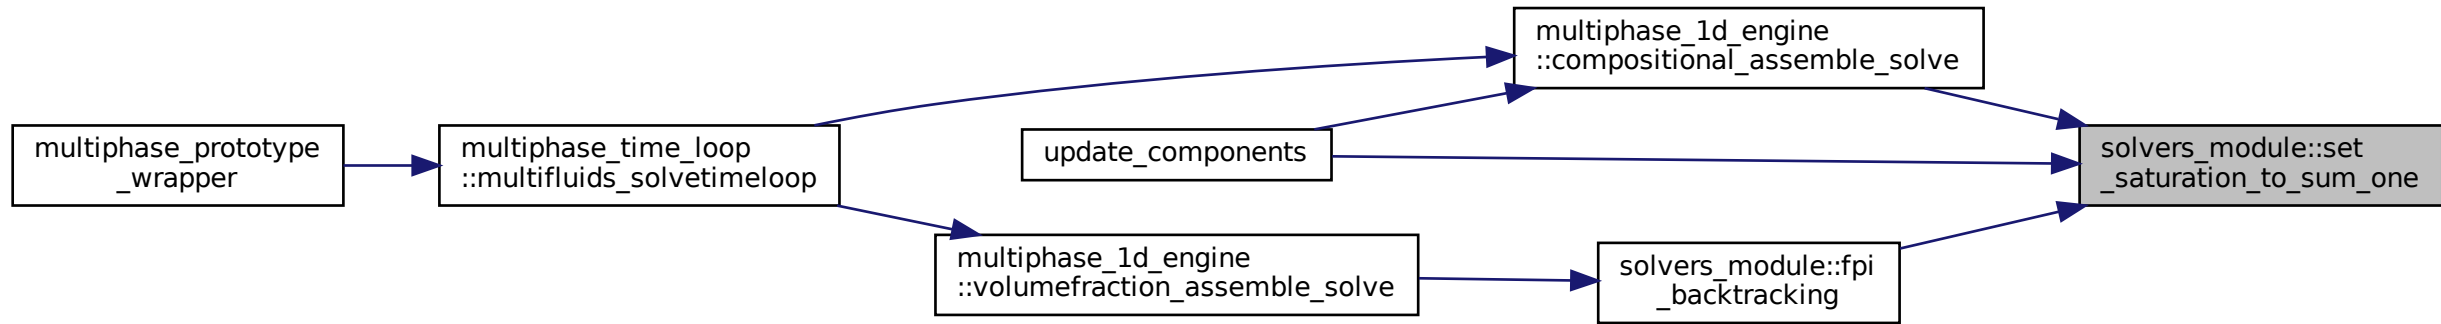 multiphase_prototype
_wrapper
multiphase_time_loop
::multifluids_solvetimeloop
multiphase_1d_engine
::compositional_assemble_solve
update_components
multiphase_1d_engine
::volumefraction_assemble_solve
solvers_module::fpi
_backtracking
solvers_module::set
_saturation_to_sum_one